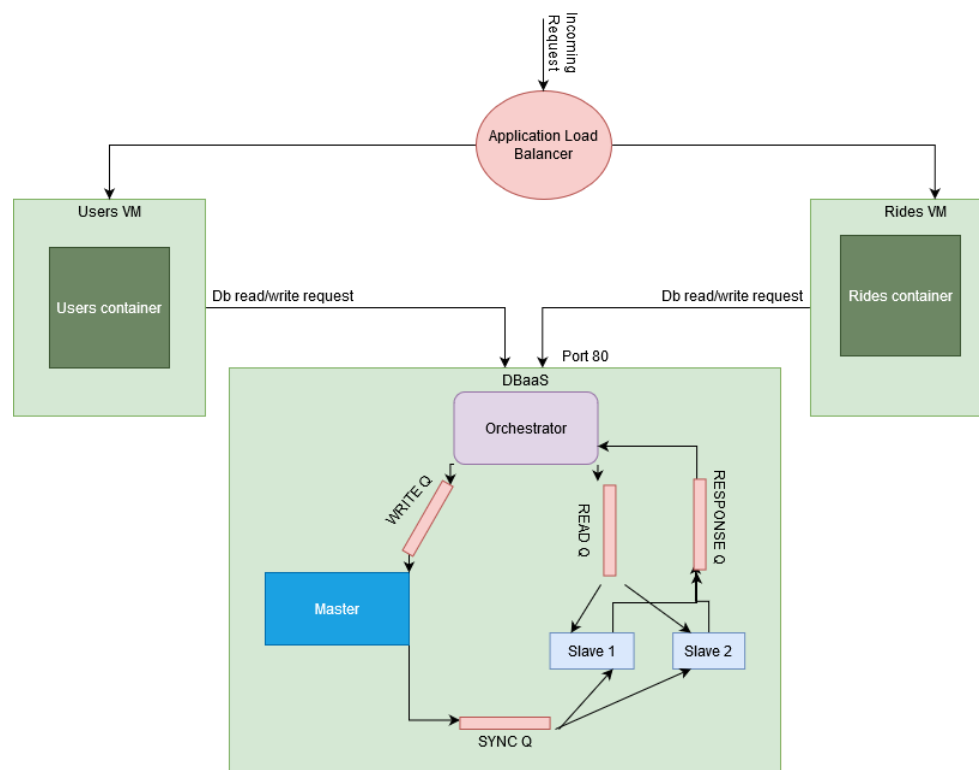 Incoming
Request
Application Load
Balancer
Users VM
Rides VM
Users container
Rides container
Db read/write request
Db read/write request
Port 80
DBaaS
Orchestrator
WRITE Q
READ Q
RESPONSE Q
Master
Slave 1
Slave 2
SYNC Q